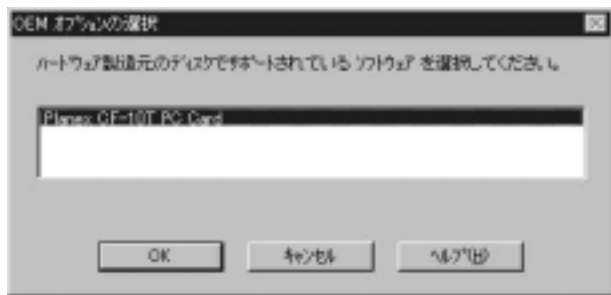 OEM オプションの選択
ハードウェア製造元のディスクでサポートされている ソフトウェア を選択してください。
Planex CF-10T PC Card
OK
キャンセル
ヘルプ(H)